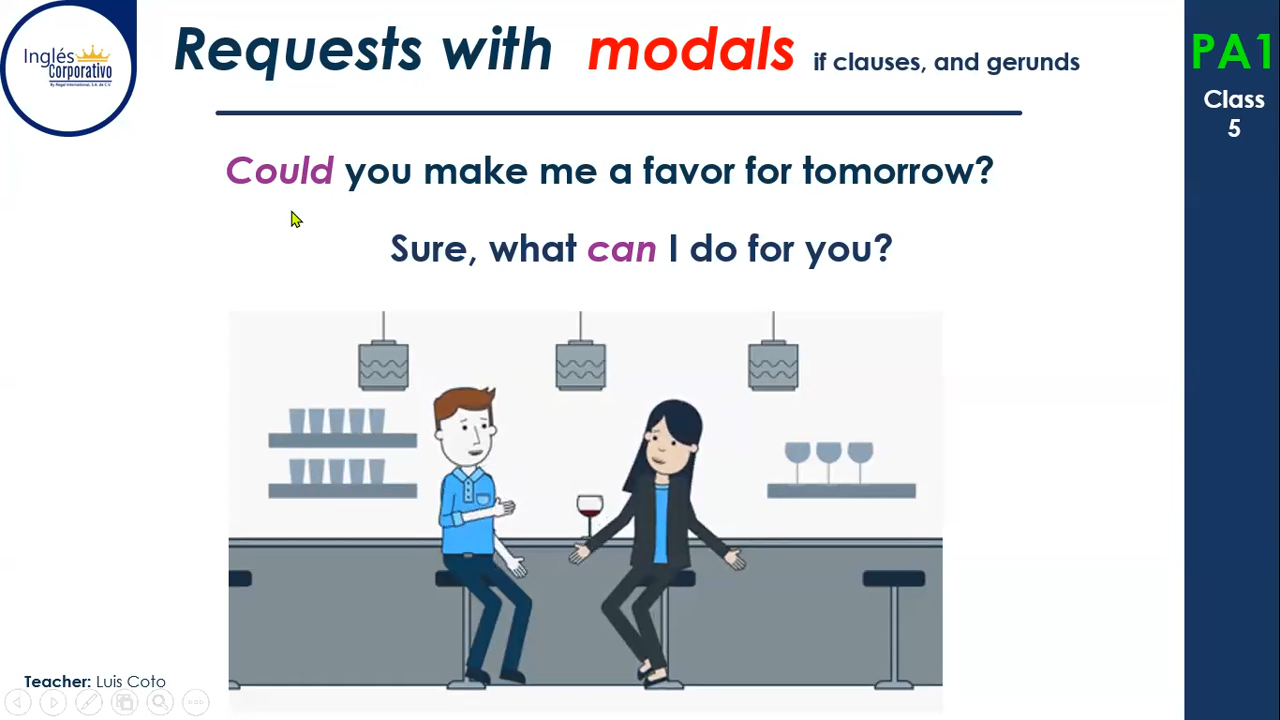 Inglés
Corporativo
By Regal International, S.A. de C.V.
Requests with modals if clauses, and gerunds
PA1
Class
5
Could you make me a favor for tomorrow?
Sure, what can I do for you?
Teacher: Luis Coto